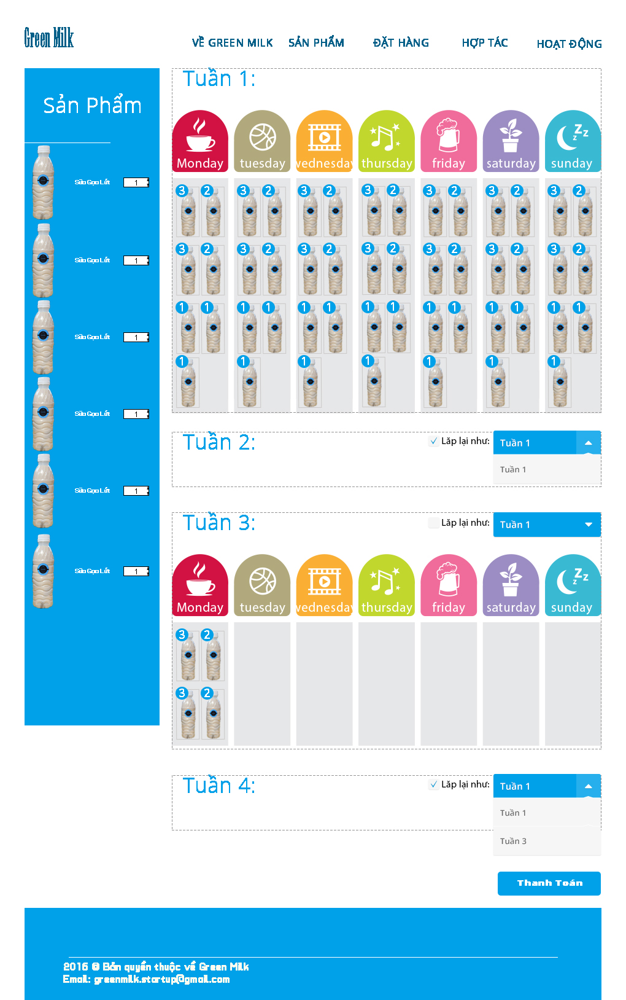 Green Milk
VỀ GREEN MILK SẢN PHẨM ĐẶT HÀNG HỢP TÁC HOẠT ĐỘNG
Sản Phẩm
Sữa Gạo Lứt 1
Sữa Gạo Lứt 1
Sữa Gạo Lứt 1
Sữa Gạo Lứt 1
Sữa Gạo Lứt 1
Sữa Gạo Lứt 1
Tuần 1:
Monday tuesday wednesday thursday friday saturday sunday
3 2 3 2 3 2 3 2 3 2 3 2 3 2
3 2 3 2 3 2 3 2 3 2 3 2 3 2
1 1 1 1 1 1 1 1 1 1 1 1 1 1
1 1 1 1 1 1 1
Tuần 2: Lăp lại như: Tuần 1
Tuần 1
Tuần 3: Lăp lại như: Tuần 1
Monday tuesday wednesday thursday friday saturday sunday
3 2
3 2
Tuần 4: Lăp lại như: Tuần 1
Tuần 1
Tuần 3
Thanh Toán
2016 © Bản quyền thuộc về Green Milk
Email: greenmilk.startup@gmail.com